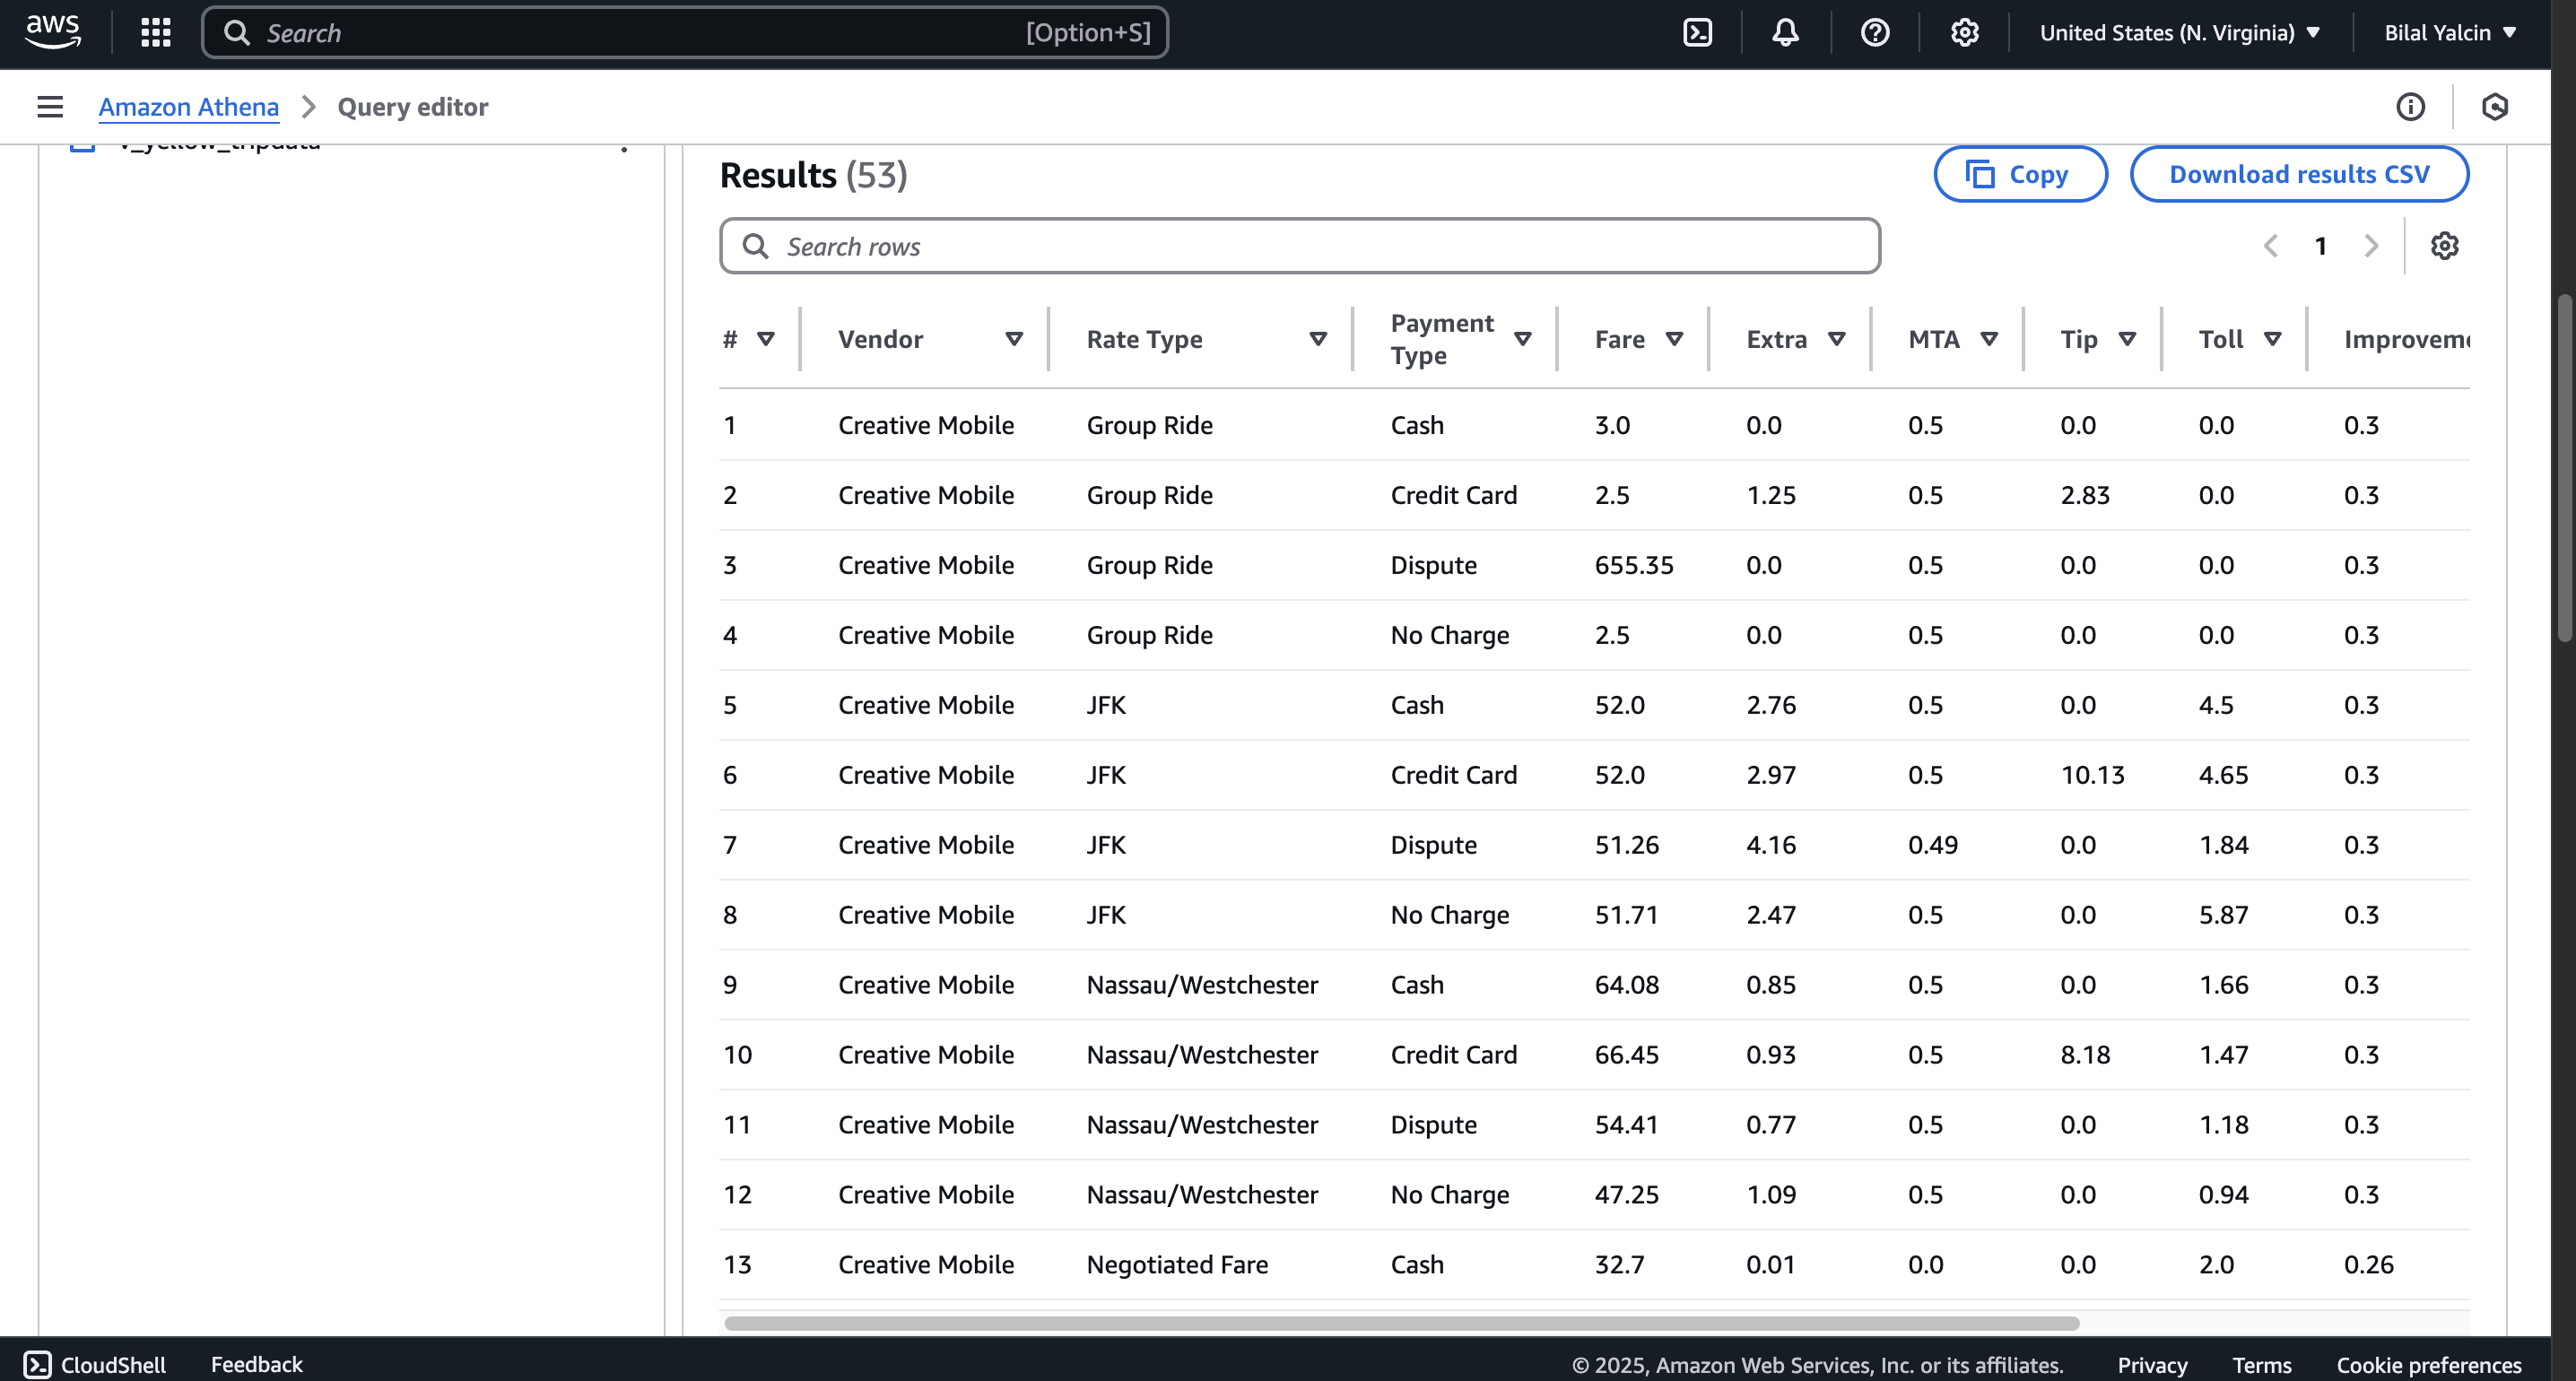 aws
Search [Option+S]
United States (N. Virginia)
Bilal Yalcin
Amazon Athena > Query editor
v_yellow_tripdata
Results (53)
Copy
Download results CSV
Search rows
1
# Vendor Rate Type Payment Type Fare Extra MTA Tip Toll Improveme
1 Creative Mobile Group Ride Cash 3.0 0.0 0.5 0.0 0.0 0.3
2 Creative Mobile Group Ride Credit Card 2.5 1.25 0.5 2.83 0.0 0.3
3 Creative Mobile Group Ride Dispute 655.35 0.0 0.5 0.0 0.0 0.3
4 Creative Mobile Group Ride No Charge 2.5 0.0 0.5 0.0 0.0 0.3
5 Creative Mobile JFK Cash 52.0 2.76 0.5 0.0 4.5 0.3
6 Creative Mobile JFK Credit Card 52.0 2.97 0.5 10.13 4.65 0.3
7 Creative Mobile JFK Dispute 51.26 4.16 0.49 0.0 1.84 0.3
8 Creative Mobile JFK No Charge 51.71 2.47 0.5 0.0 5.87 0.3
9 Creative Mobile Nassau/Westchester Cash 64.08 0.85 0.5 0.0 1.66 0.3
10 Creative Mobile Nassau/Westchester Credit Card 66.45 0.93 0.5 8.18 1.47 0.3
11 Creative Mobile Nassau/Westchester Dispute 54.41 0.77 0.5 0.0 1.18 0.3
12 Creative Mobile Nassau/Westchester No Charge 47.25 1.09 0.5 0.0 0.94 0.3
13 Creative Mobile Negotiated Fare Cash 32.7 0.01 0.0 0.0 2.0 0.26
CloudShell Feedback © 2025, Amazon Web Services, Inc. or its affiliates. Privacy Terms Cookie preferences